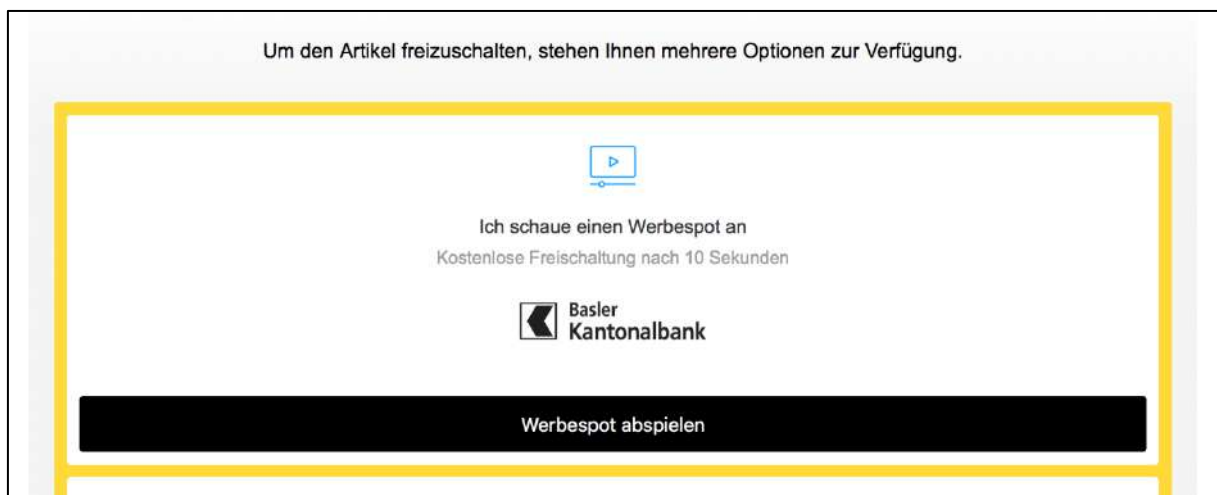 Um den Artikel freizuschalten, stehen Ihnen mehrere Optionen zur Verfügung.
Ich schaue einen Werbespot an
Kostenlose Freischaltung nach 10 Sekunden
Basler
Kantonalbank
Werbespot abspielen